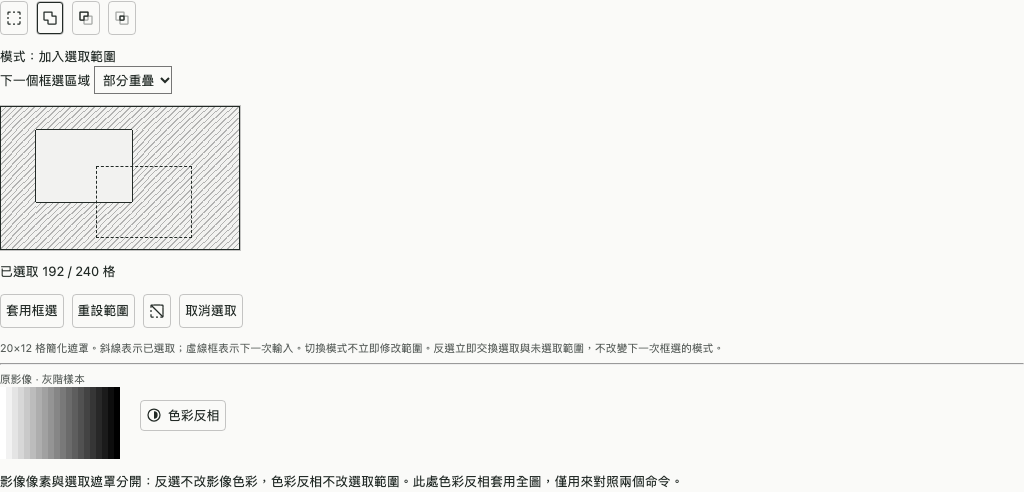 模式：加入選取範圍
下一個框選區域 部分重疊
已選取 192 / 240 格
套用框選 重設範圍 取消選取
20×12 格簡化遮罩。斜線表示已選取；虛線框表示下一次輸入。切換模式不立即修改範圍。反選立即交換選取與未選取範圍，不改變下一次框選的模式。
原影像 · 灰階樣本
色彩反相
影像像素與選取遮罩分開：反選不改影像色彩，色彩反相不改選取範圍。此處色彩反相套用全圖，僅用來對照兩個命令。